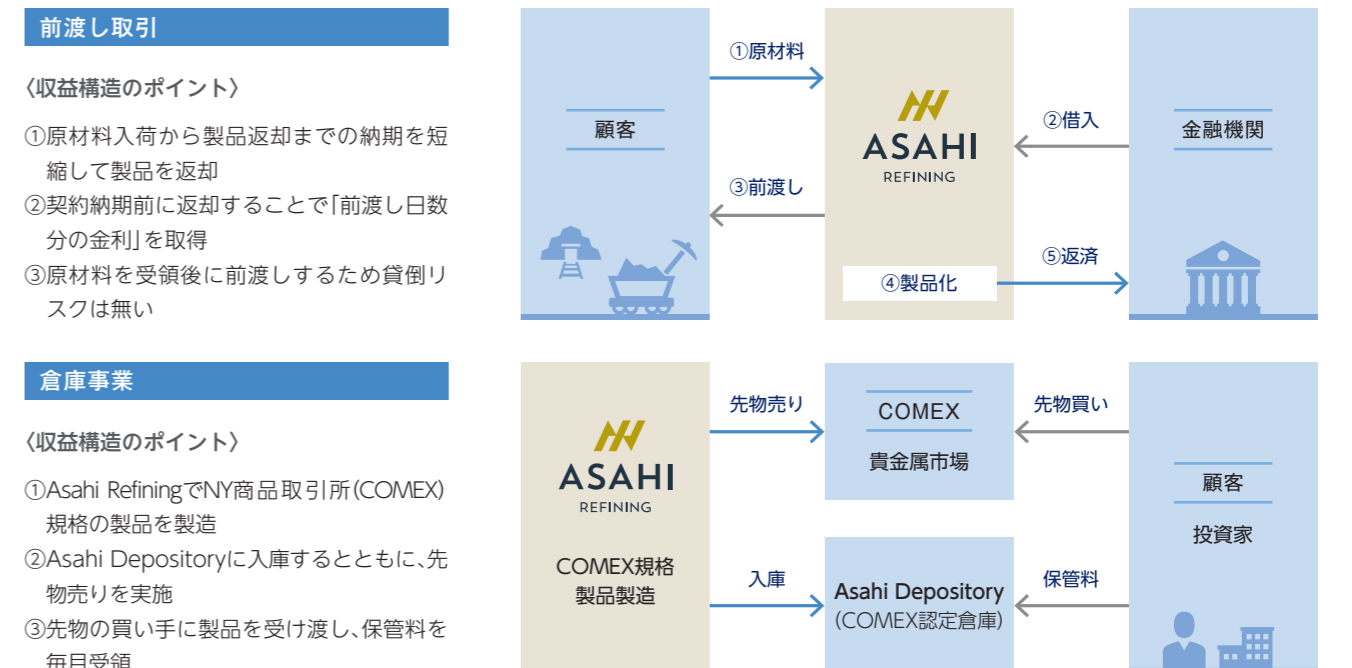 前渡し取引
〈収益構造のポイント〉
①原材料入荷から製品返却までの納期を短
縮して製品を返却
②契約納期前に返却することで「前渡し日数
分の金利」を取得
③原材料を受領後に前渡しするため貸倒リ
スクは無い
顧客
①原材料
③前渡し
ASAHI
REFINING
④製品化
②借入
⑤返済
金融機関
倉庫事業
〈収益構造のポイント〉
①Asahi RefiningでNY商品取引所(COMEX)
規格の製品を製造
②Asahi Depositoryに入庫するとともに、先
物売りを実施
③先物の買い手に製品を受け渡し、保管料を
毎月受領
ASAHI
REFINING
COMEX規格
製品製造
先物売り
入庫
COMEX
貴金属市場
Asahi Depository
(COMEX認定倉庫)
先物買い
保管料
顧客
投資家